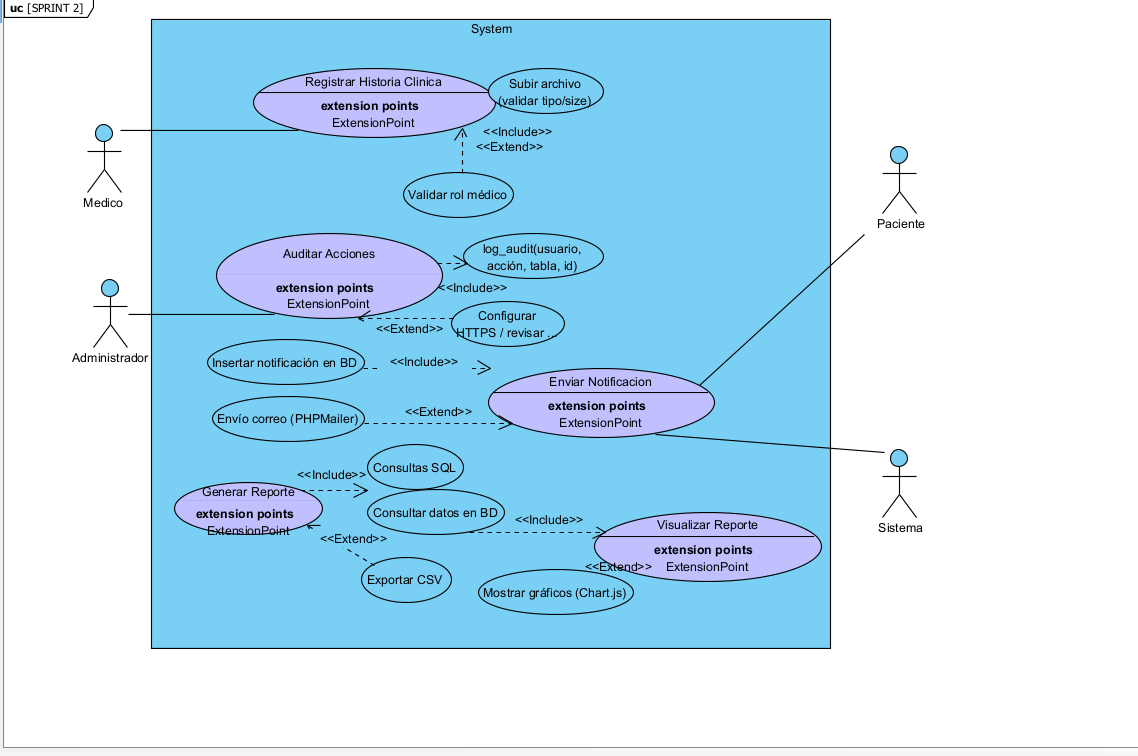 uc [SPRINT 2]
System
Registrar Historia Clinica
extension points
ExtensionPoint
Subir archivo
(validar tipo/size)
<<Include>>
<<Extend>>
Validar rol médico
Medico
Paciente
Auditar Acciones
extension points
ExtensionPoint
log_audit(usuario,
acción, tabla, id)
<<Include>>
Configurar
HTTPS / revisar ...
<<Extend>>
Administrador
Insertar notificación en BD
<<Include>>
Enviar Notificacion
extension points
ExtensionPoint
Envío correo (PHPMailer)
<<Extend>>
Consultas SQL
<<Include>>
Generar Reporte
extension points
ExtensionPoint
Consultar datos en BD
<<Include>>
Visualizar Reporte
extension points
ExtensionPoint
Sistema
<<Extend>>
Exportar CSV
<<Extend>>
Mostrar gráficos (Chart.js)